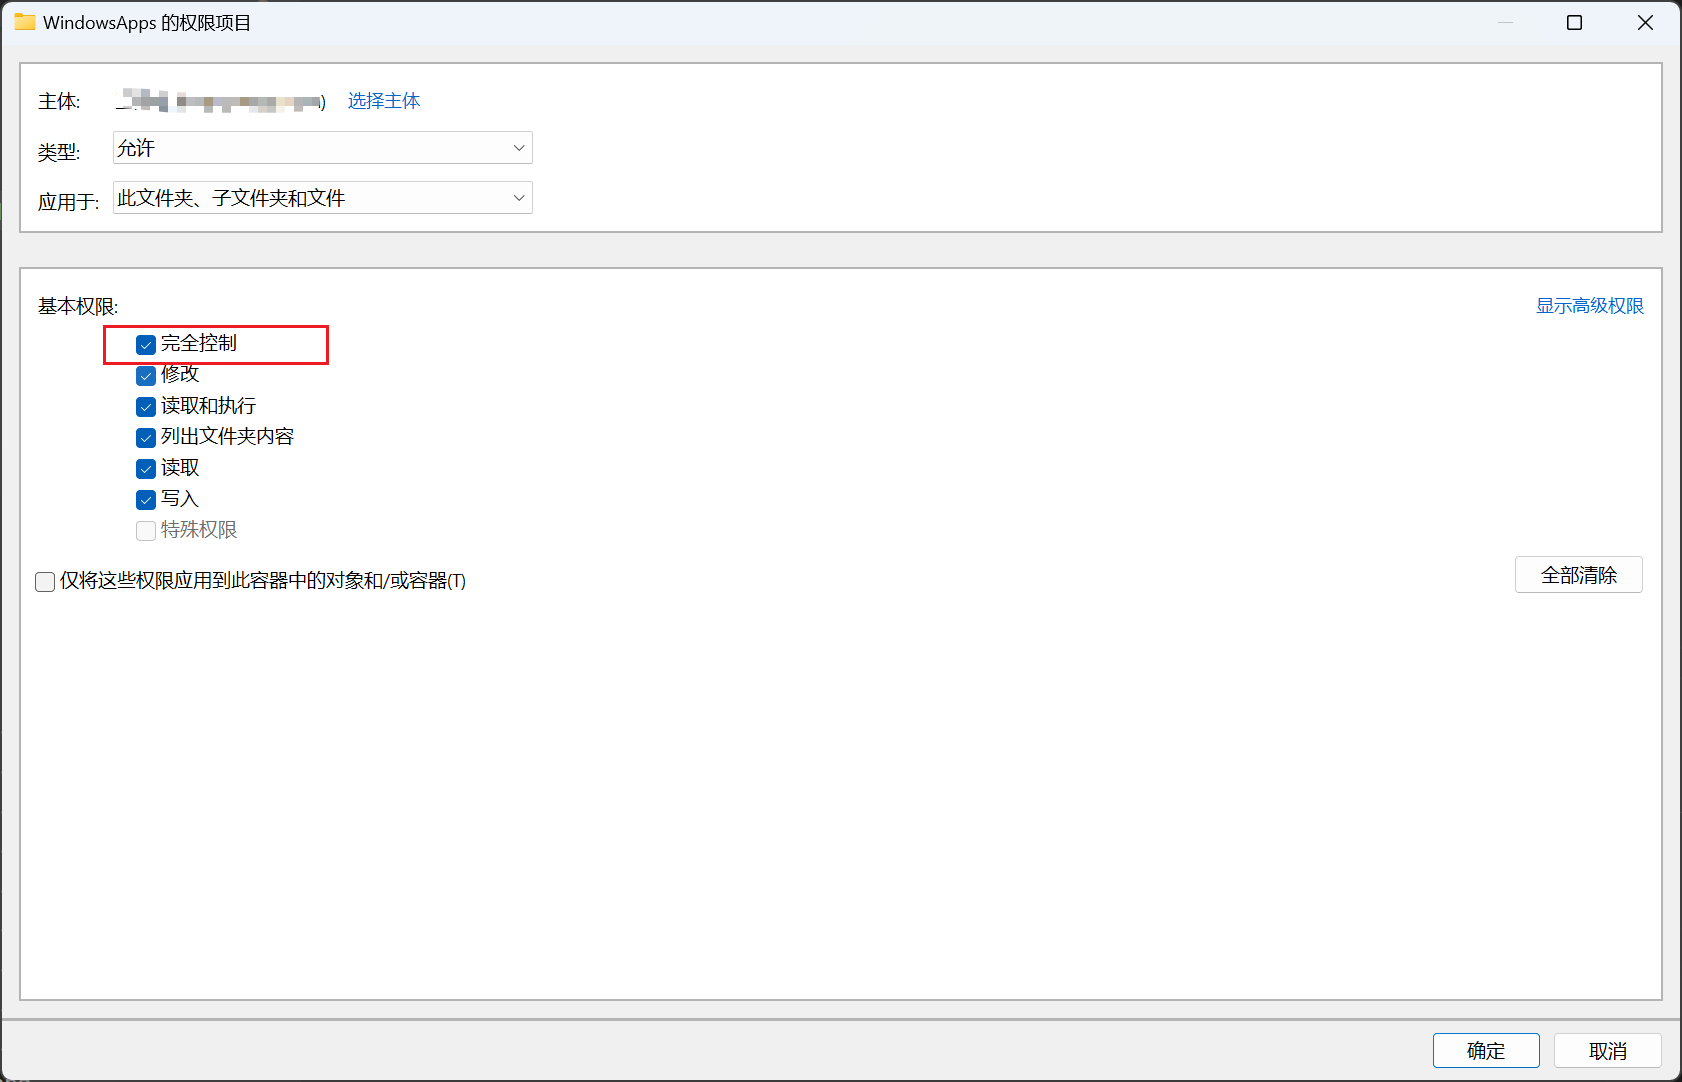 WindowsApps 的权限项目
主体: ) 选择主体
类型: 允许
应用于: 此文件夹、子文件夹和文件
基本权限: 显示高级权限
完全控制
修改
读取和执行
列出文件夹内容
读取
写入
特殊权限
仅将这些权限应用到此容器中的对象和/或容器(T)
全部清除
确定 取消